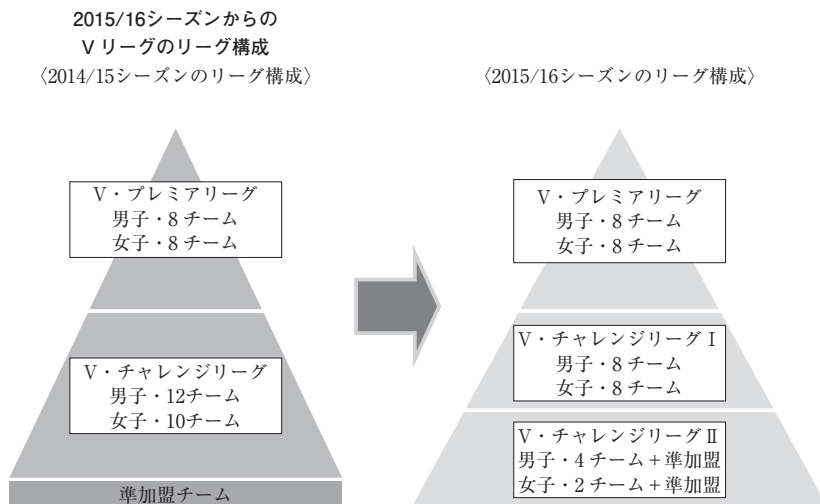 2015/16シーズンからの
Vリーグのリーグ構成
〈2014/15シーズンのリーグ構成〉
V・プレミアリーグ
男子・8チーム
女子・8チーム
V・チャレンジリーグ
男子・12チーム
女子・10チーム
準加盟チーム
〈2015/16シーズンのリーグ構成〉
V・プレミアリーグ
男子・8チーム
女子・8チーム
V・チャレンジリーグⅠ
男子・8チーム
女子・8チーム
V・チャレンジリーグⅡ
男子・4チーム+準加盟
女子・2チーム+準加盟